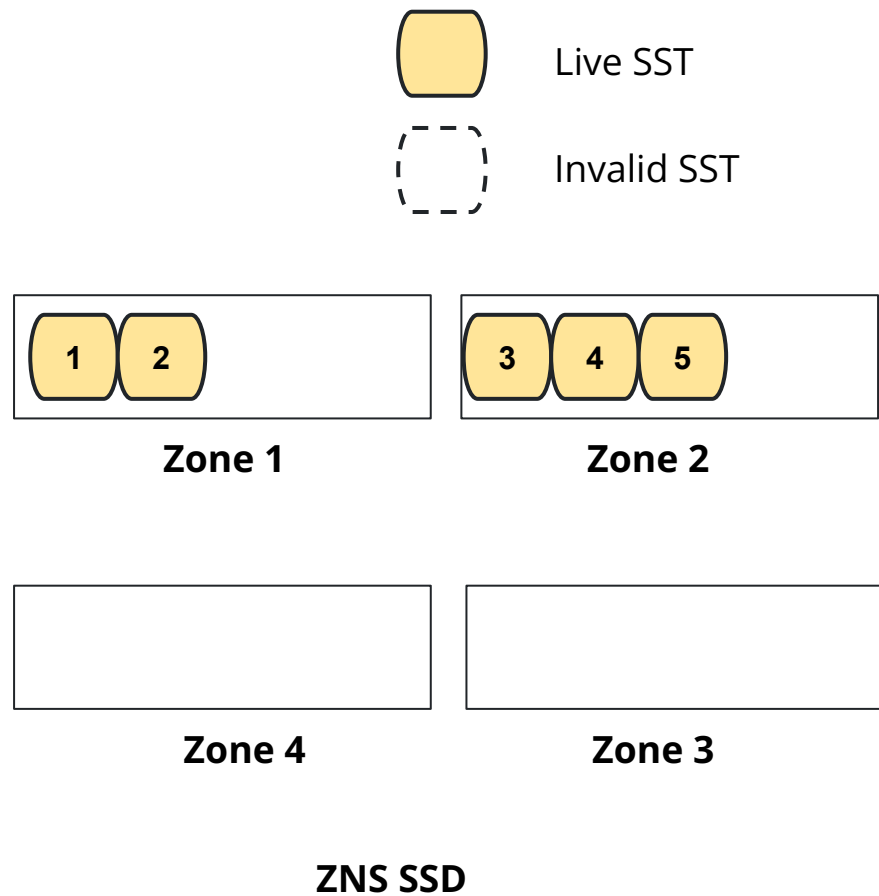 Live SST
Invalid SST
1 2 3 4 5
Zone 1 Zone 2
Zone 4 Zone 3
ZNS SSD